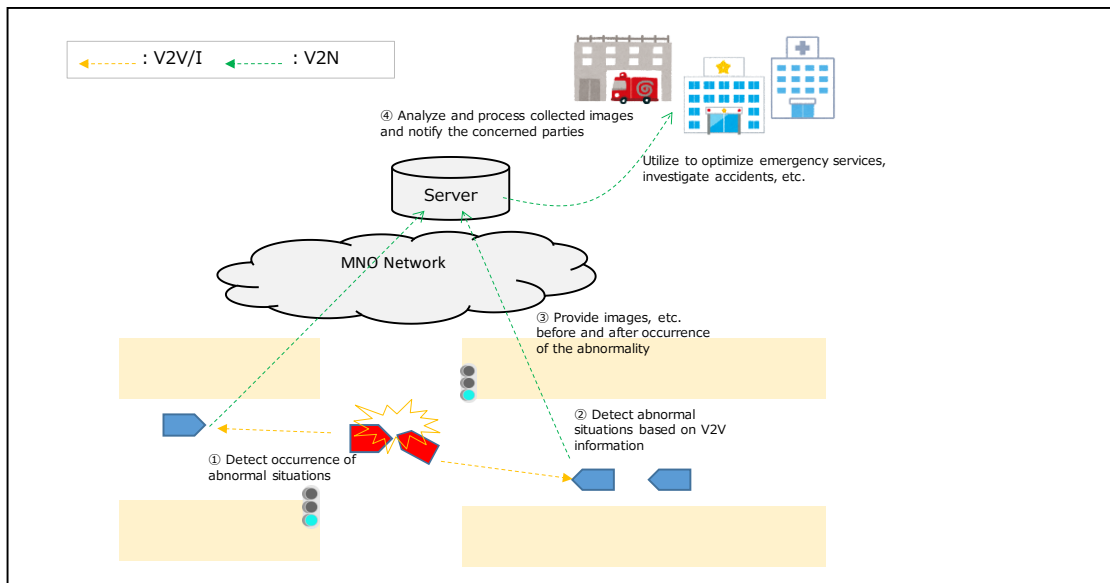 : V2V/I
: V2N
④ Analyze and process collected images
and notify the concerned parties
Utilize to optimize emergency services,
investigate accidents, etc.
Server
MNO Network
③ Provide images, etc.
before and after occurrence
of the abnormality
② Detect abnormal
situations based on V2V
information
① Detect occurrence of
abnormal situations